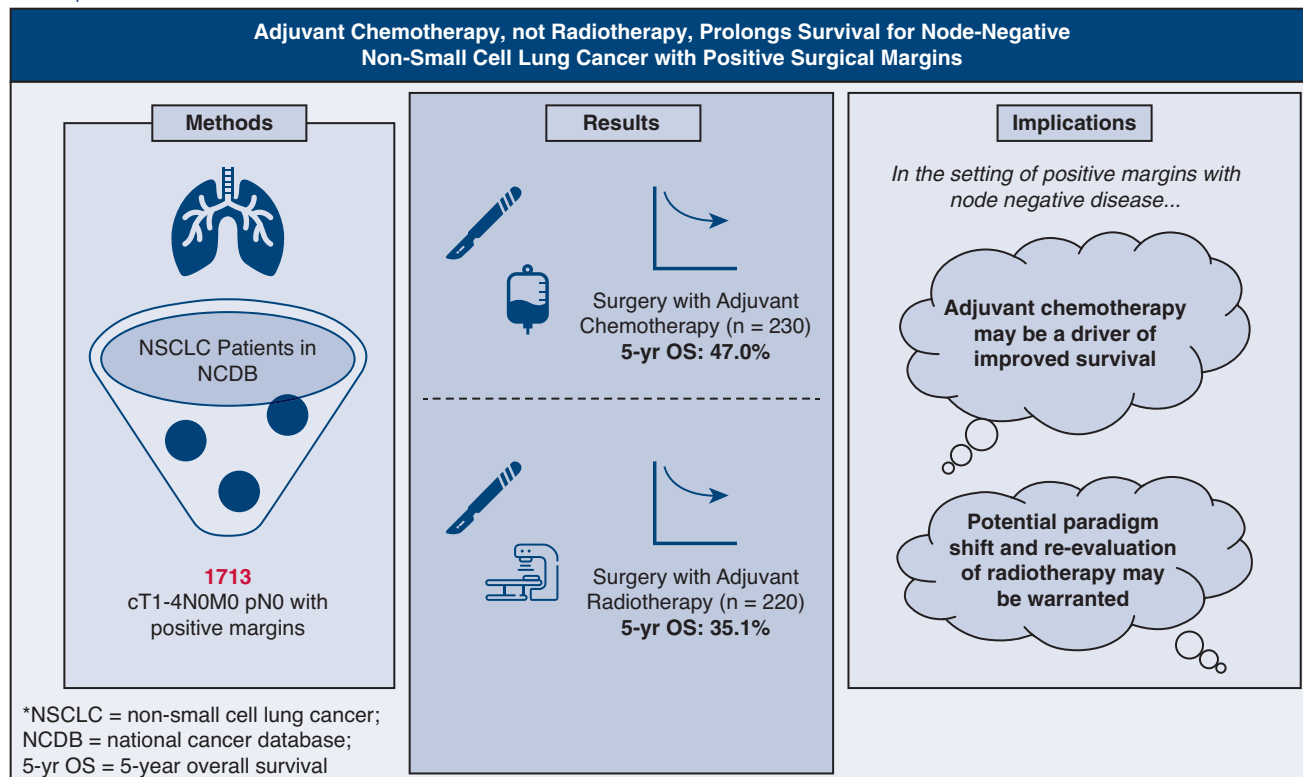 Adjuvant Chemotherapy, not Radiotherapy, Prolongs Survival for Node-Negative
Non-Small Cell Lung Cancer with Positive Surgical Margins
Methods
NSCLC Patients in
NCDB
1713
cT1-4N0M0 pN0 with
positive margins
Results
Surgery with Adjuvant
Chemotherapy (n = 230)
5-yr OS: 47.0%
Surgery with Adjuvant
Radiotherapy (n = 220)
5-yr OS: 35.1%
Implications
In the setting of positive margins with
node negative disease...
Adjuvant chemotherapy
may be a driver of
improved survival
Potential paradigm
shift and re-evaluation
of radiotherapy may
be warranted
*NSCLC = non-small cell lung cancer;
NCDB = national cancer database;
5-yr OS = 5-year overall survival